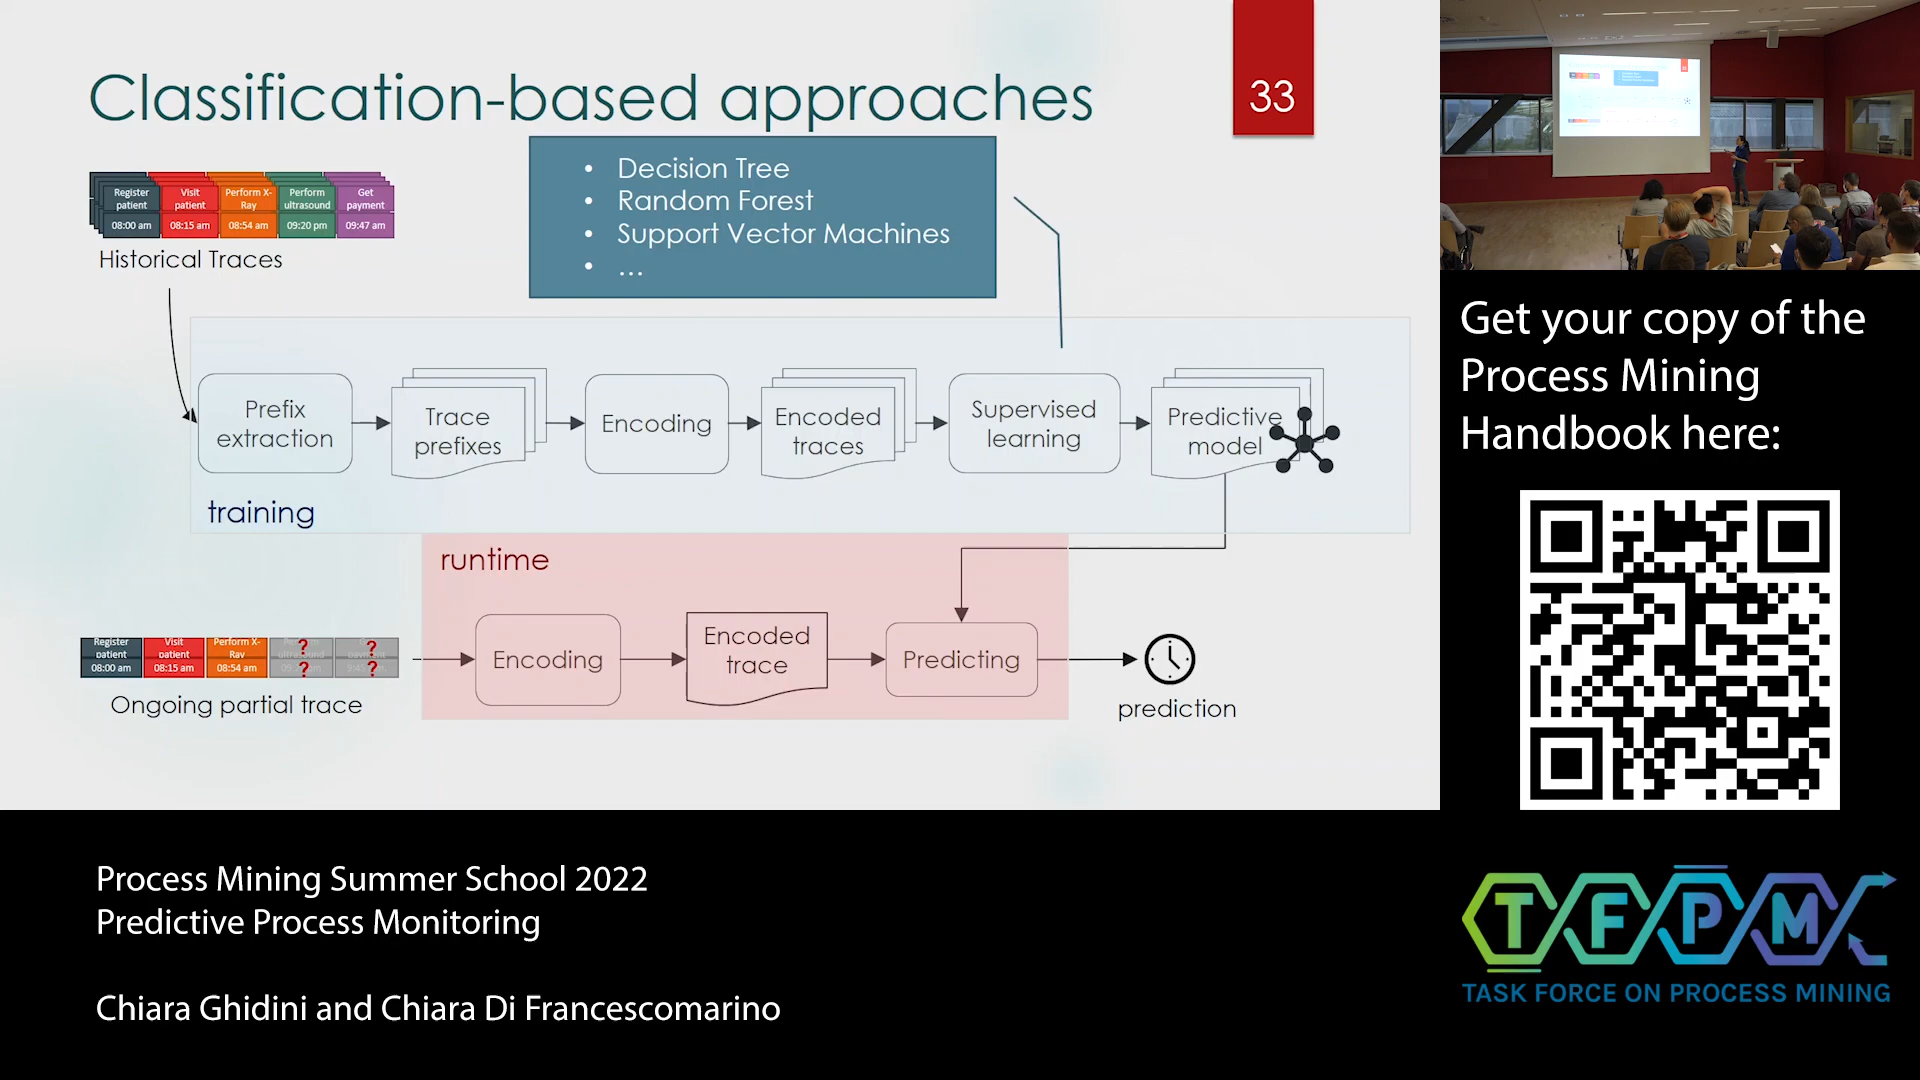 Classification-based approaches
33
• Decision Tree
• Random Forest
• Support Vector Machines
• ...
Register patient
Visit patient
Perform X-Ray
Perform ultrasound
Get payment
08:00 am
08:15 am
08:54 am
09:20 pm
09:47 am
Historical Traces
Prefix extraction
Trace prefixes
Encoding
Encoded traces
Supervised learning
Predictive model
training
runtime
Register patient
Visit patient
Perform X-Ray
?
?
08:00 am
08:15 am
08:54 am
?
?
Ongoing partial trace
Encoding
Encoded trace
Predicting
prediction
Get your copy of the
Process Mining
Handbook here:
Process Mining Summer School 2022
Predictive Process Monitoring
Chiara Ghidini and Chiara Di Francescomarino
TFPM
TASK FORCE ON PROCESS MINING